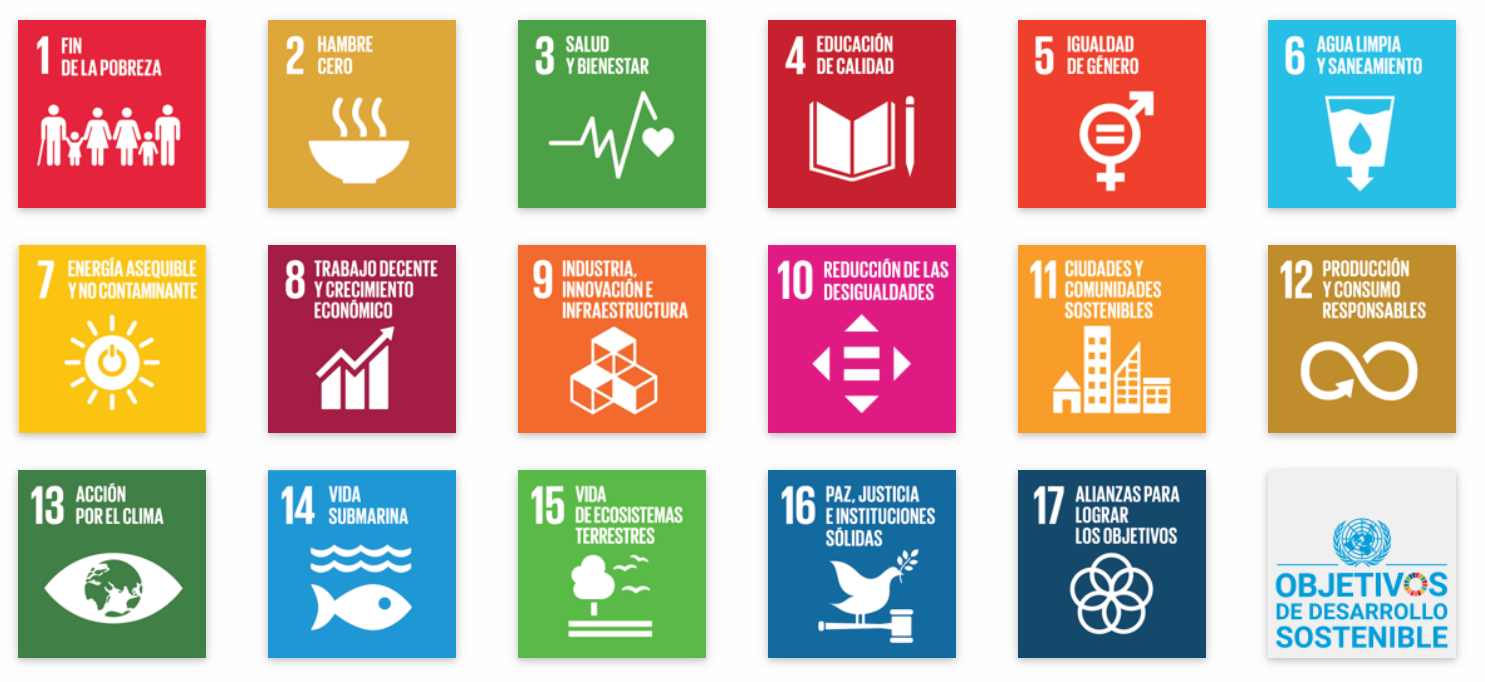 1 FIN
DE LA POBREZA
2 HAMBRE
CERO
3 SALUD
Y BIENESTAR
4 EDUCACIÓN
DE CALIDAD
5 IGUALDAD
DE GÉNERO
6 AGUA LIMPIA
Y SANEAMIENTO
7 ENERGÍA ASEQUIBLE
Y NO CONTAMINANTE
8 TRABAJO DECENTE
Y CRECIMIENTO
ECONÓMICO
9 INDUSTRIA,
INNOVACIÓN E
INFRAESTRUCTURA
10 REDUCCIÓN DE LAS
DESIGUALDADES
11 CIUDADES Y
COMUNIDADES
SOSTENIBLES
12 PRODUCCIÓN
Y CONSUMO
RESPONSABLES
13 ACCIÓN
POR EL CLIMA
14 VIDA
SUBMARINA
15 VIDA
DE ECOSISTEMAS
TERRESTRES
16 PAZ, JUSTICIA
E INSTITUCIONES
SÓLIDAS
17 ALIANZAS PARA
LOGRAR
LOS OBJETIVOS
OBJETIVOS
DE DESARROLLO
SOSTENIBLE